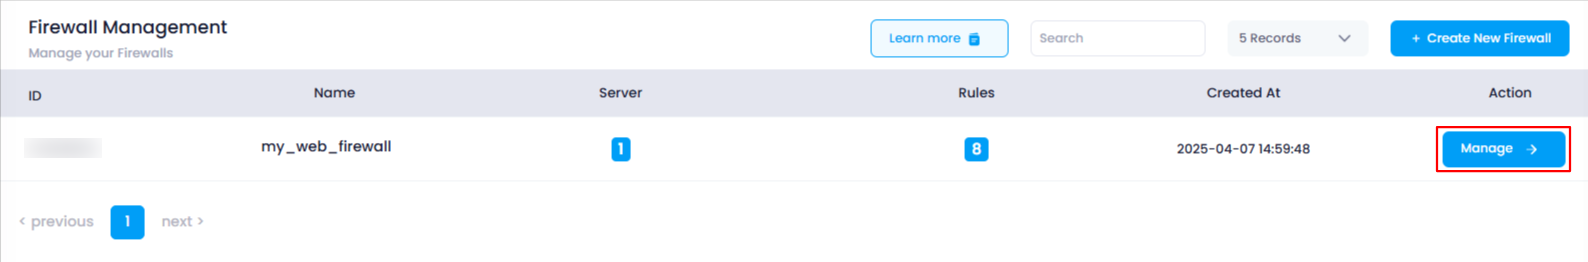 Firewall Management
Manage your Firewalls
Learn more
Search
5 Records
+ Create New Firewall
ID Name Server Rules Created At Action
my_web_firewall 1 8 2025-04-07 14:59:48 Manage →
< previous 1 next >